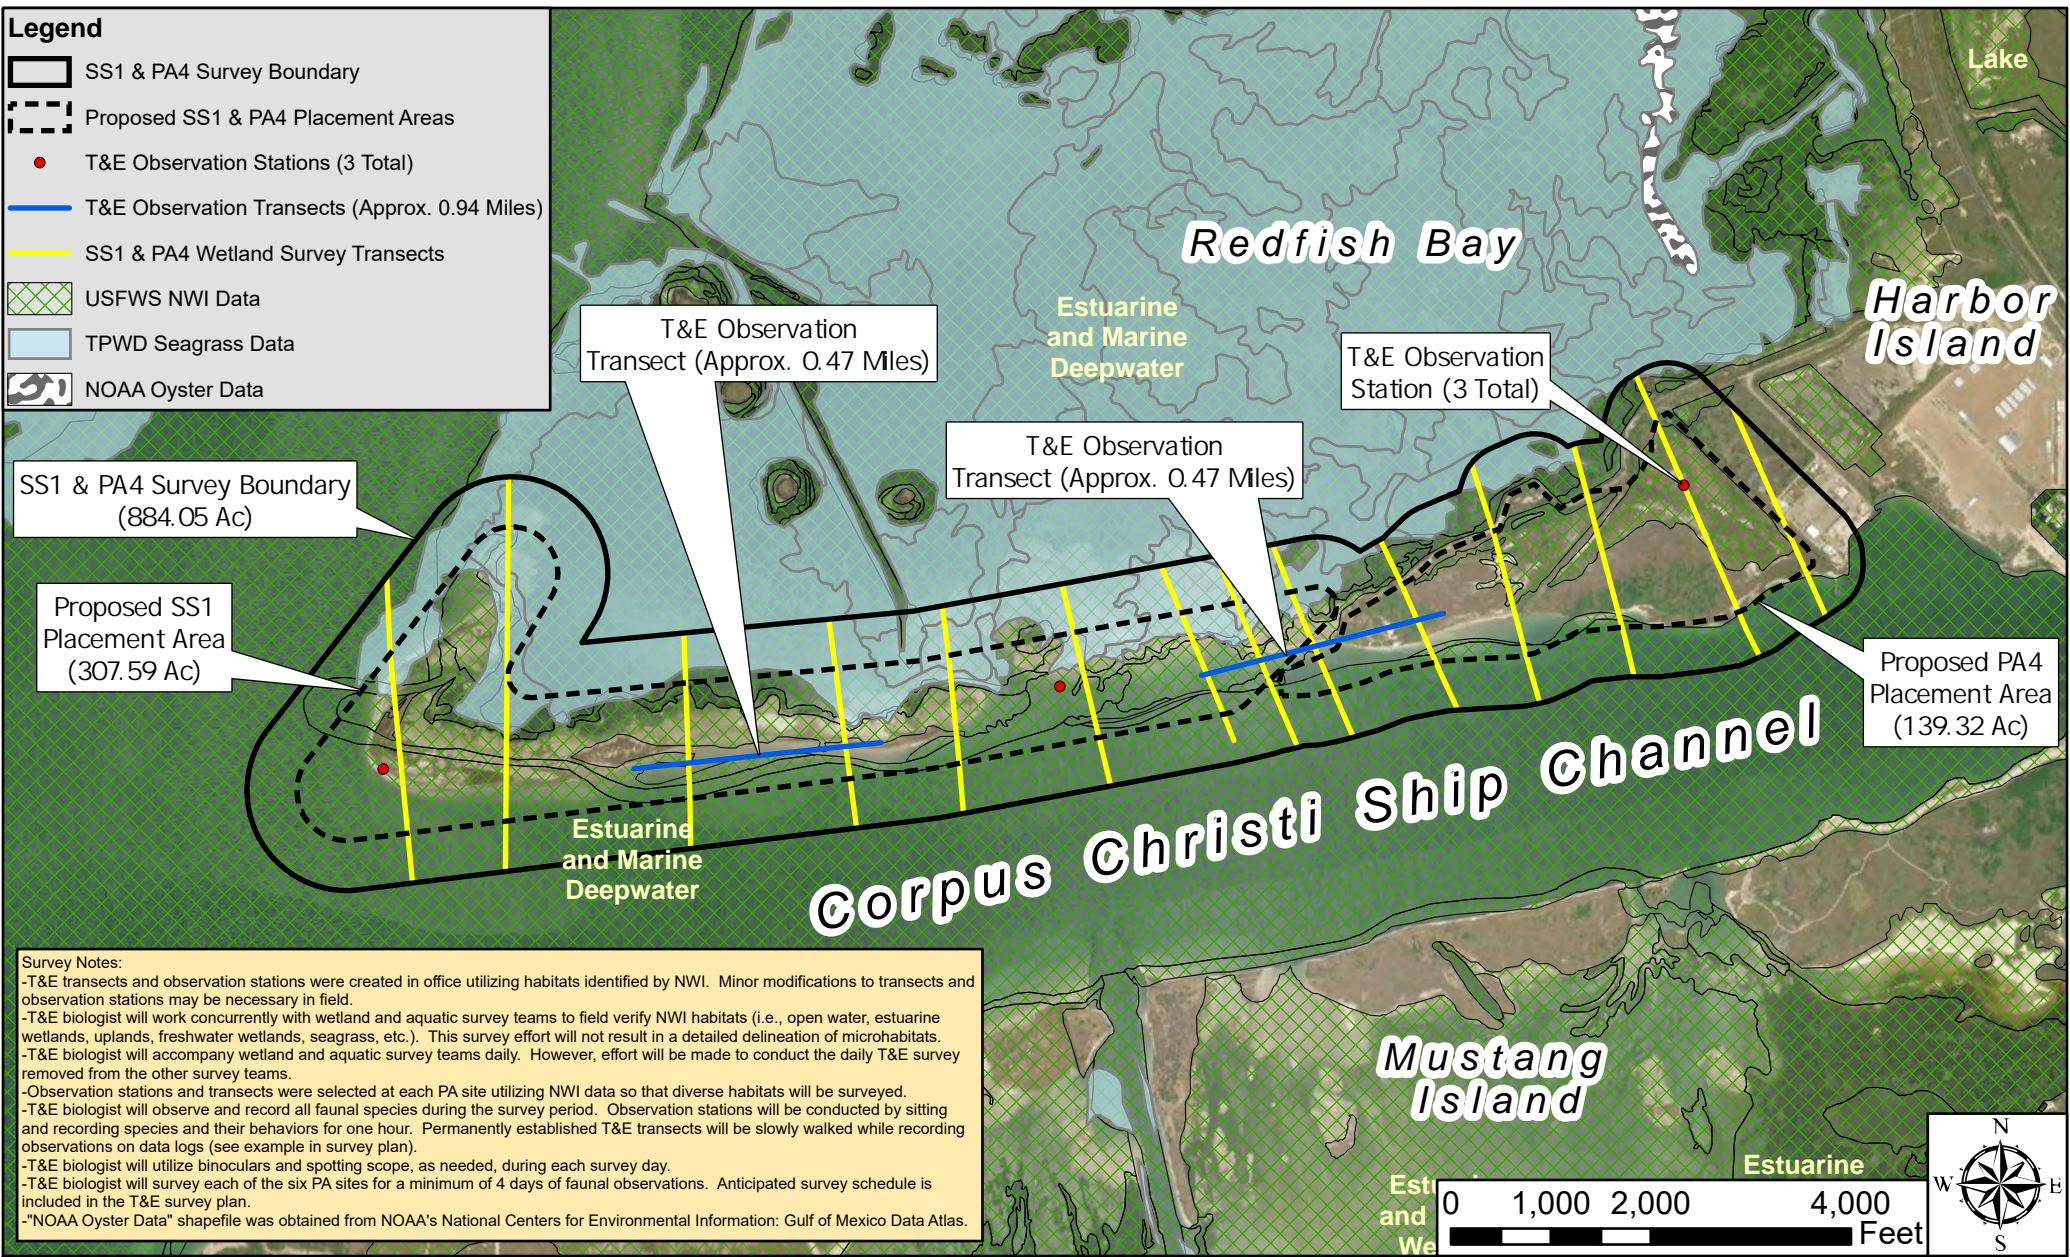 Legend
SS1 & PA4 Survey Boundary
Proposed SS1 & PA4 Placement Areas
T&E Observation Stations (3 Total)
T&E Observation Transects (Approx. 0.94 Miles)
SS1 & PA4 Wetland Survey Transects
USFWS NWI Data
TPWD Seagrass Data
NOAA Oyster Data
Lake
Redfish Bay
Harbor
Island
Estuarine
and Marine
Deepwater
T&E Observation
Transect (Approx. 0.47 Miles)
T&E Observation
Station (3 Total)
T&E Observation
Transect (Approx. 0.47 Miles)
SS1 & PA4 Survey Boundary
(884.05 Ac)
Proposed SS1
Placement Area
(307.59 Ac)
Proposed PA4
Placement Area
(139.32 Ac)
Corpus Christi Ship Channel
Estuarine
and Marine
Deepwater
Survey Notes:
-T&E transects and observation stations were created in office utilizing habitats identified by NWI. Minor modifications to transects and
observation stations may be necessary in field.
-T&E biologist will work concurrently with wetland and aquatic survey teams to field verify NWI habitats (i.e., open water, estuarine
wetlands, uplands, freshwater wetlands, seagrass, etc.). This survey effort will not result in a detailed delineation of microhabitats.
-T&E biologist will accompany wetland and aquatic survey teams daily. However, effort will be made to conduct the daily T&E survey
removed from the other survey teams.
-Observation stations and transects were selected at each PA site utilizing NWI data so that diverse habitats will be surveyed.
-T&E biologist will observe and record all faunal species during the survey period. Observation stations will be conducted by sitting
and recording species and their behaviors for one hour. Permanently established T&E transects will be slowly walked while recording
observations on data logs (see example in survey plan).
-T&E biologist will utilize binoculars and spotting scope, as needed, during each survey day.
-T&E biologist will survey each of the six PA sites for a minimum of 4 days of faunal observations. Anticipated survey schedule is
included in the T&E survey plan.
-"NOAA Oyster Data" shapefile was obtained from NOAA's National Centers for Environmental Information: Gulf of Mexico Data Atlas.
Mustang
Island
Estuarine
and
0 1,000 2,000 4,000
Feet
N
W E
S